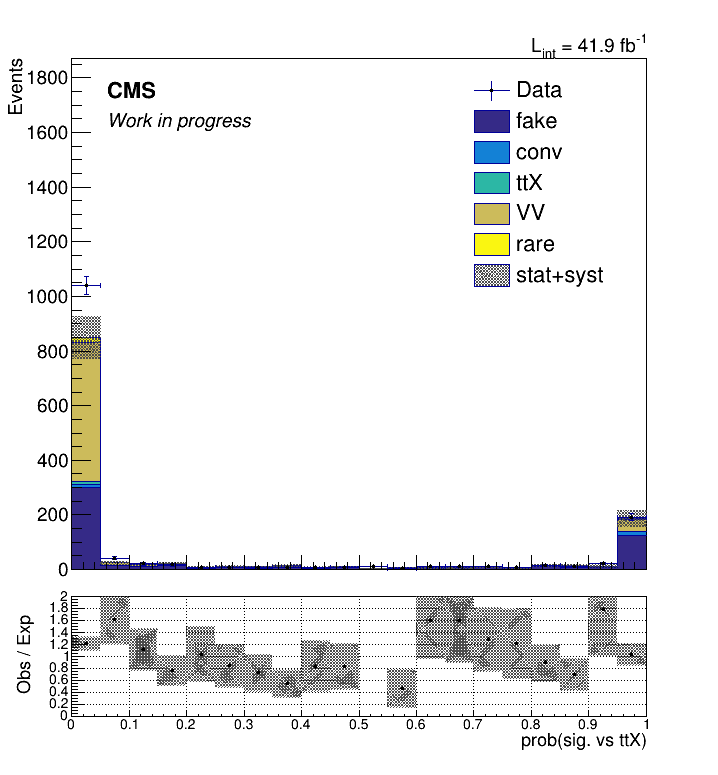 L_int = 41.9 fb^-1
Events
1800
1600
1400
1200
1000
800
600
400
200
0
CMS
Work in progress
Data
fake
conv
ttX
VV
rare
stat+syst
Obs / Exp
2
1.8
1.6
1.4
1.2
1
0.8
0.6
0.4
0.2
0
0 0.1 0.2 0.3 0.4 0.5 0.6 0.7 0.8 0.9 1
prob(sig. vs ttX)